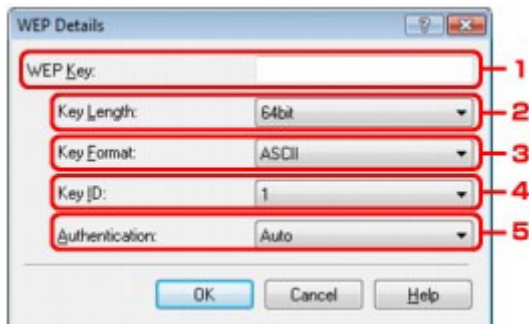 WEP Details
WEP Key: 1
Key Length: 64bit 2
Key Format: ASCII 3
Key ID: 1 4
Authentication: Auto 5
OK Cancel Help